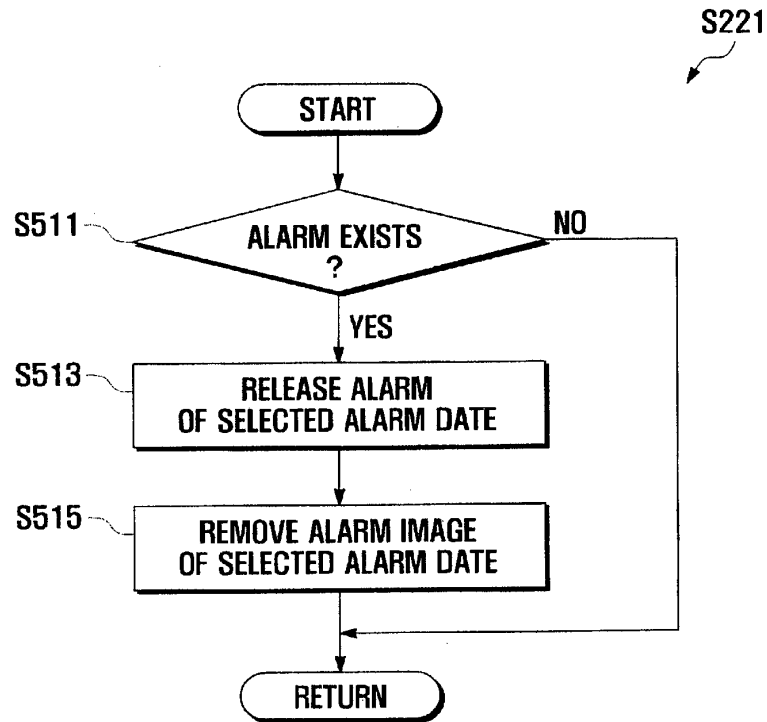 S221
START
S511
ALARM EXISTS
?
NO
YES
S513
RELEASE ALARM
OF SELECTED ALARM DATE
S515
REMOVE ALARM IMAGE
OF SELECTED ALARM DATE
RETURN